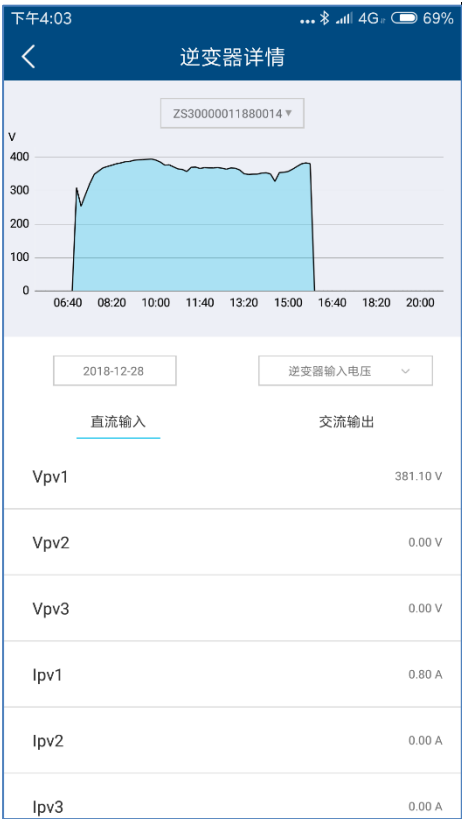 下午4:03 ... 4G 69%
逆变器详情
ZS30000011880014
V
400
300
200
100
0
06:40 08:20 10:00 11:40 13:20 15:00 16:40 18:20 20:00
2018-12-28 逆变器输入电压
直流输入 交流输出
Vpv1 381.10 V
Vpv2 0.00 V
Vpv3 0.00 V
Ipv1 0.80 A
Ipv2 0.00 A
Ipv3 0.00 A